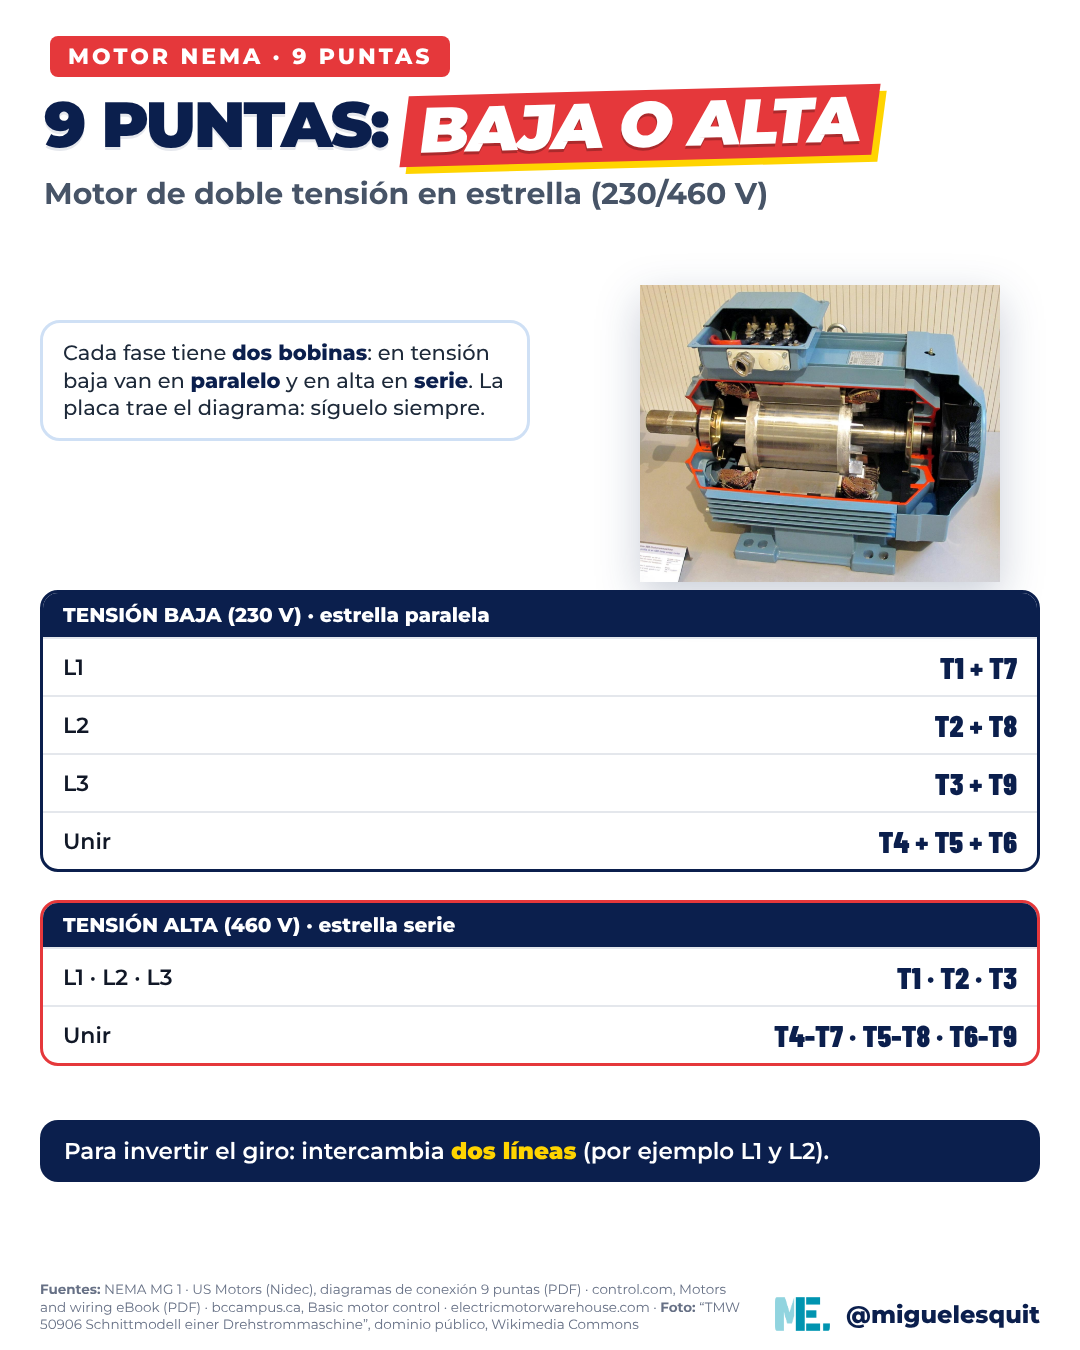 MOTOR NEMA · 9 PUNTAS
9 PUNTAS: BAJA O ALTA
Motor de doble tensión en estrella (230/460 V)
Cada fase tiene dos bobinas: en tensión
baja van en paralelo y en alta en serie. La
placa trae el diagrama: síguelo siempre.
TENSIÓN BAJA (230 V) · estrella paralela
L1 T1 + T7
L2 T2 + T8
L3 T3 + T9
Unir T4 + T5 + T6
TENSIÓN ALTA (460 V) · estrella serie
L1 · L2 · L3 T1 · T2 · T3
Unir T4-T7 · T5-T8 · T6-T9
Para invertir el giro: intercambia dos líneas (por ejemplo L1 y L2).
Fuentes: NEMA MG 1 · US Motors (Nidec), diagramas de conexión 9 puntas (PDF) · control.com, Motors
and wiring eBook (PDF) · bccampus.ca, Basic motor control · electricmotorwarehouse.com · Foto: “TMW
50906 Schnittmodell einer Drehstrommaschine”, dominio público, Wikimedia Commons
ME. @miguelesquit